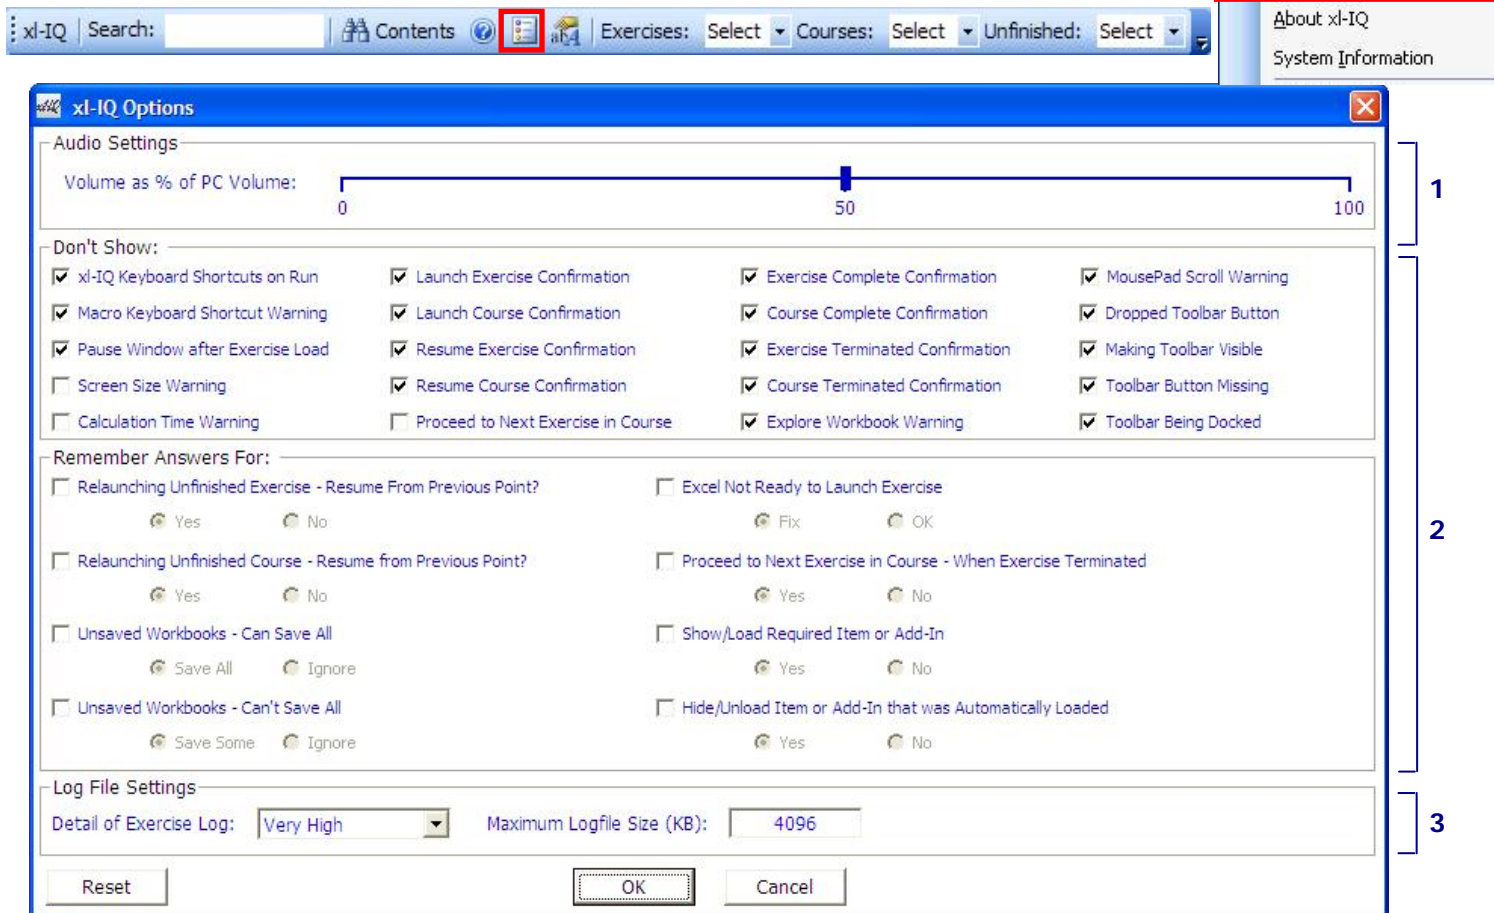 xl-IQ Search: Contents Exercises: Select Courses: Select Unfinished: Select
About xl-IQ
System Information
xl-IQ Options
Audio Settings
Volume as % of PC Volume:
0 50 100
1
Don't Show:
xl-IQ Keyboard Shortcuts on Run Launch Exercise Confirmation Exercise Complete Confirmation MousePad Scroll Warning
Macro Keyboard Shortcut Warning Launch Course Confirmation Course Complete Confirmation Dropped Toolbar Button
Pause Window after Exercise Load Resume Exercise Confirmation Exercise Terminated Confirmation Making Toolbar Visible
Screen Size Warning Resume Course Confirmation Course Terminated Confirmation Toolbar Button Missing
Calculation Time Warning Proceed to Next Exercise in Course Explore Workbook Warning Toolbar Being Docked
Remember Answers For:
Relaunching Unfinished Exercise - Resume From Previous Point? Excel Not Ready to Launch Exercise
Yes No Fix OK
2
Relaunching Unfinished Course - Resume from Previous Point? Proceed to Next Exercise in Course - When Exercise Terminated
Yes No Yes No
Unsaved Workbooks - Can Save All Show/Load Required Item or Add-In
Save All Ignore Yes No
Unsaved Workbooks - Can't Save All Hide/Unload Item or Add-In that was Automatically Loaded
Save Some Ignore Yes No
Log File Settings
Detail of Exercise Log: Very High Maximum Logfile Size (KB): 4096
3
Reset OK Cancel